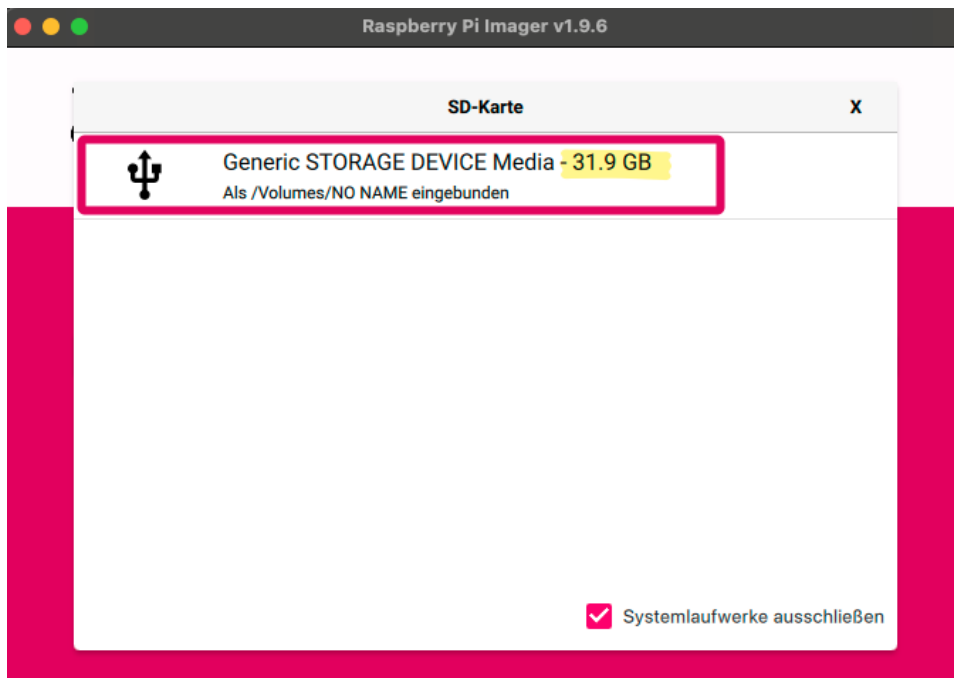 Raspberry Pi Imager v1.9.6
SD-Karte
X
Generic STORAGE DEVICE Media - 31.9 GB
Als /Volumes/NO NAME eingebunden
Systemlaufwerke ausschließen